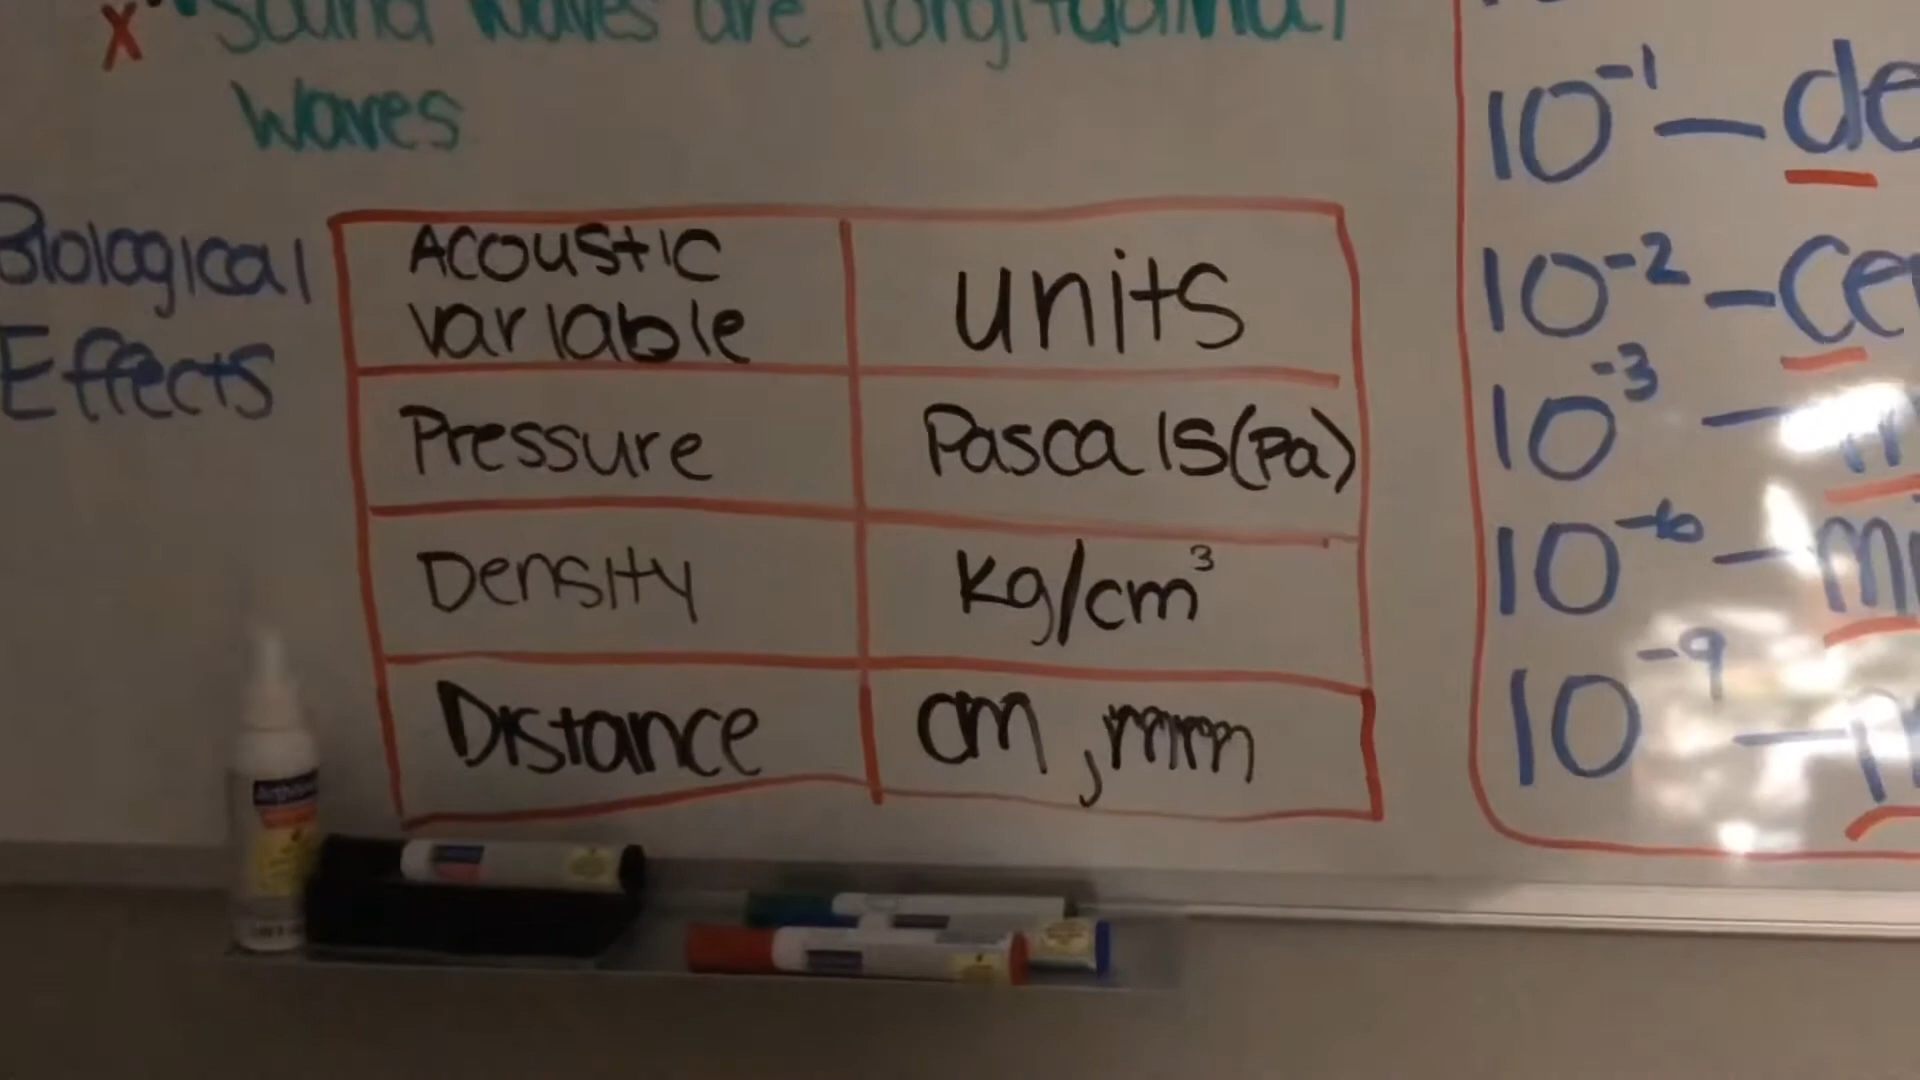 x " Sound waves are longitudinal
waves
Biological
Effects
Acoustic
variable
units
Pressure
Pascals(Pa)
Density
kg/cm³
Distance
cm, mm
10⁻¹ — de
10⁻² — ce
10⁻³ —
10⁻⁶ — mi
10⁻⁹ —